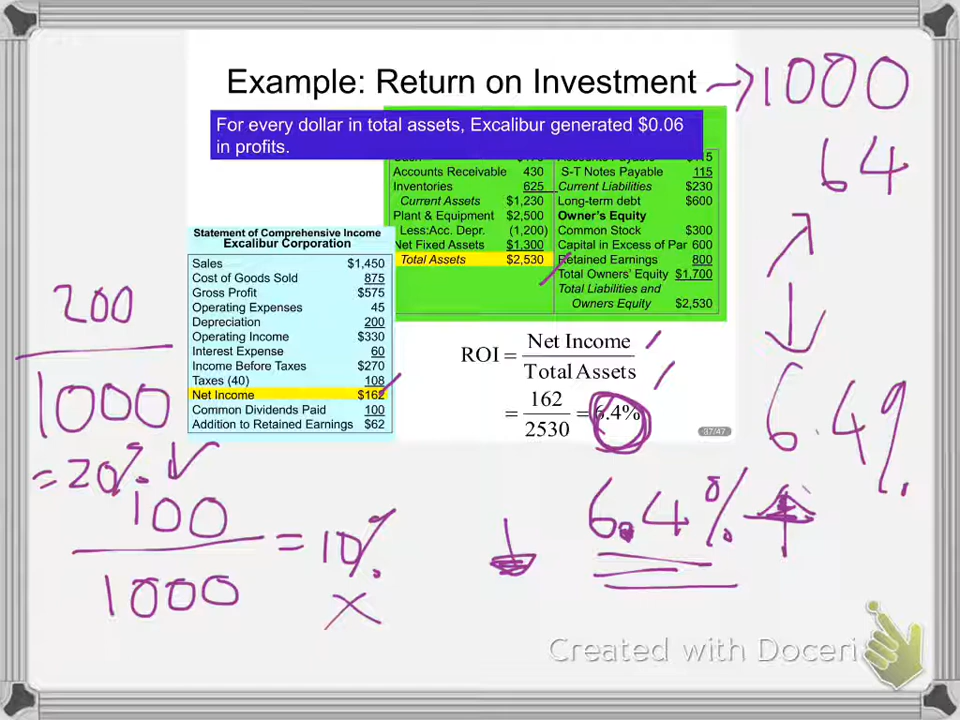 Example: Return on Investment
→1000
64
For every dollar in total assets, Excalibur generated $0.06
in profits.
Accounts Receivable 430
Inventories 625
Current Assets $1,230
Plant & Equipment $2,500
Less:Acc. Depr. (1,200)
Net Fixed Assets $1,300
Total Assets $2,530
S-T Notes Payable 115
Current Liabilities $230
Long-term debt $600
Owner's Equity
Common Stock $300
Capital in Excess of Par 600
Retained Earnings 800
Total Owners' Equity $1,700
Total Liabilities and
Owners Equity $2,530
Statement of Comprehensive Income
Excalibur Corporation
Sales $1,450
Cost of Goods Sold 875
Gross Profit $575
Operating Expenses 45
Depreciation 200
Operating Income $330
Interest Expense 60
Income Before Taxes $270
Taxes (40) 108
Net Income $162
Common Dividends Paid 100
Addition to Retained Earnings $62
ROI = Net Income
Total Assets
= 162
2530
= 6.4%
37/47
200
1000
= 20%
100
1000
= 10%
6.4%
6.4%
Created with Doceri